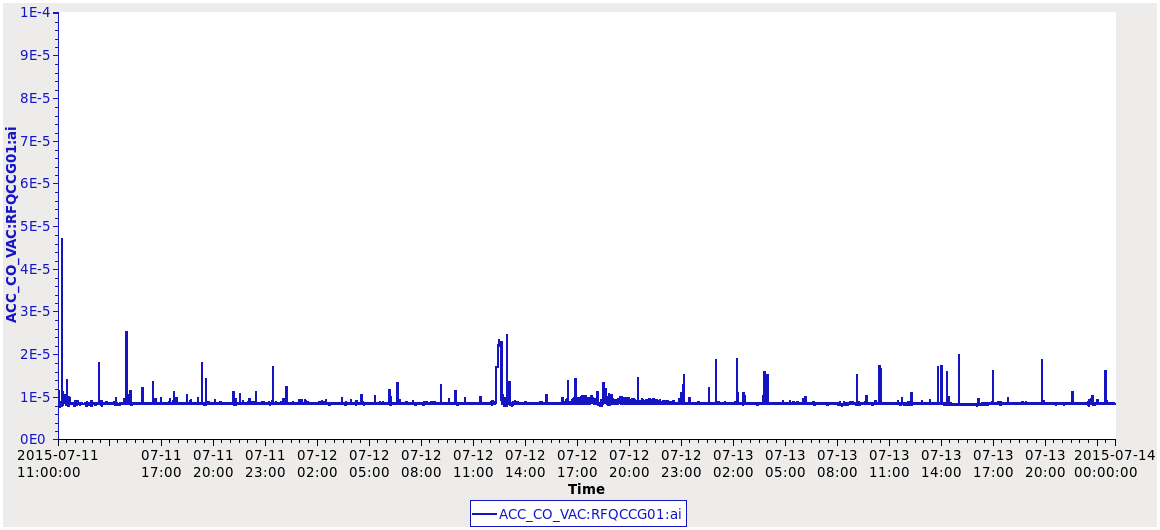 1E-4
9E-5
8E-5
7E-5
6E-5
5E-5
4E-5
3E-5
2E-5
1E-5
0E0
ACC_CO_VAC:RFQCCG01:ai
2015-07-11 07-11 07-11 07-11 07-12 07-12 07-12 07-12 07-12 07-12 07-12 07-12 07-13 07-13 07-13 07-13 07-13 07-13 07-13 2015-07-14
11:00:00 17:00 20:00 23:00 02:00 05:00 08:00 11:00 14:00 17:00 20:00 23:00 02:00 05:00 08:00 11:00 14:00 17:00 20:00 00:00:00
Time
ACC_CO_VAC:RFQCCG01:ai